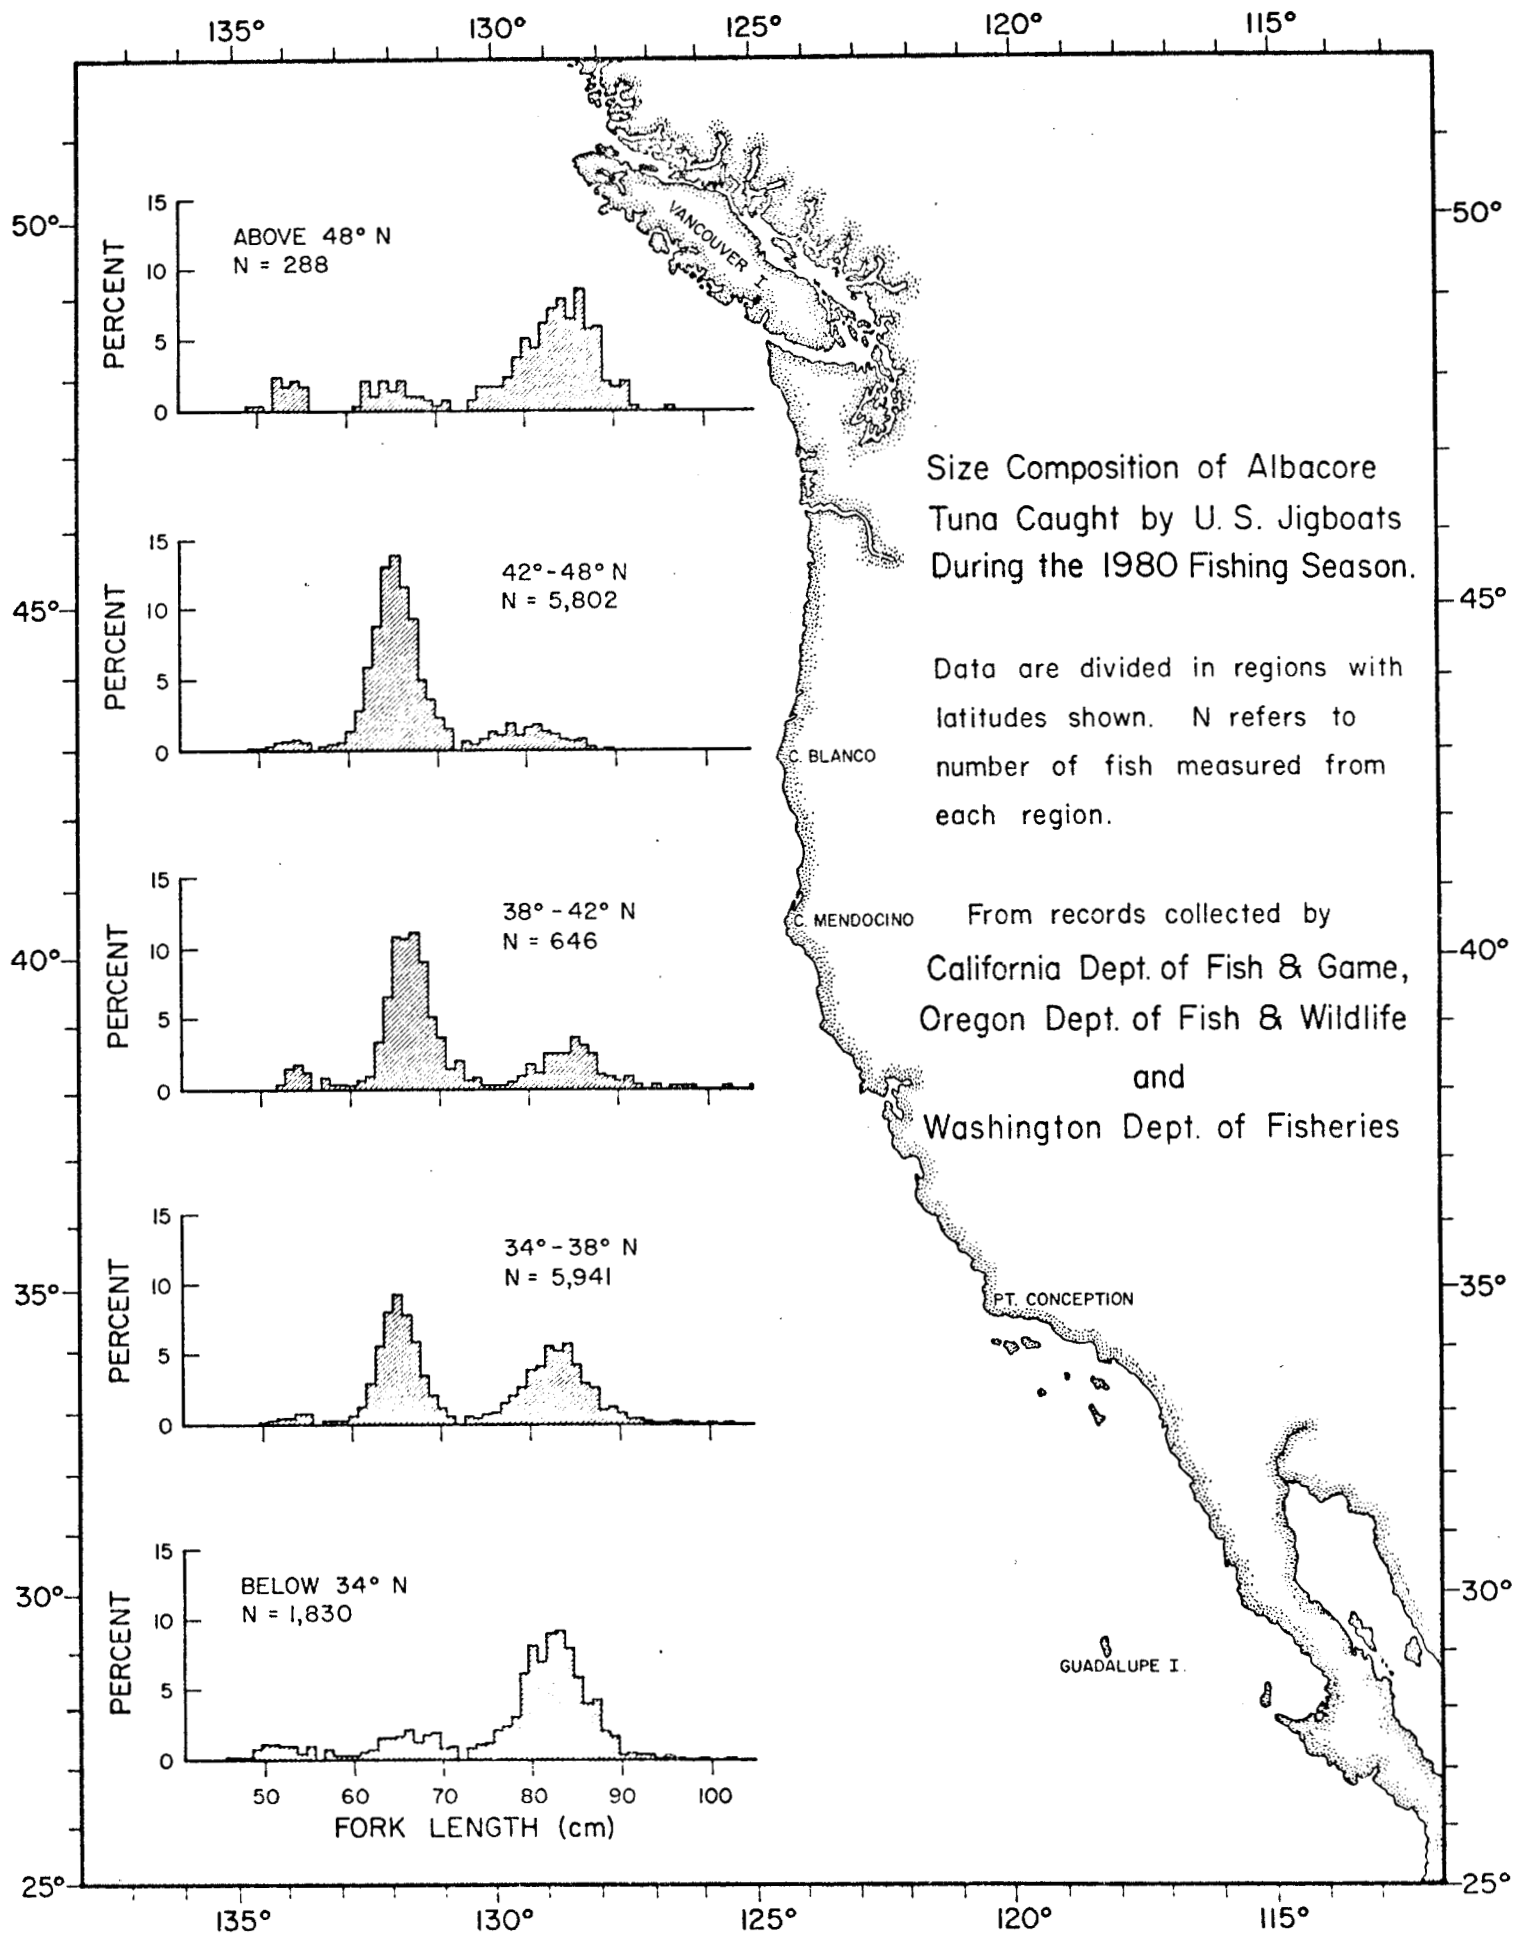 135° 130° 125° 120° 115°
50°
45°
40°
35°
30°
25°
50°
45°
40°
35°
30°
25°
PERCENT
15
10
5
0
ABOVE 48° N
N = 288
PERCENT
15
10
5
0
42°-48° N
N = 5,802
PERCENT
15
10
5
0
38°-42° N
N = 646
PERCENT
15
10
5
0
34°-38° N
N = 5,941
PERCENT
15
10
5
0
BELOW 34° N
N = 1,830
50 60 70 80 90 100
FORK LENGTH (cm)
VANCOUVER I.
C. BLANCO
C. MENDOCINO
PT. CONCEPTION
GUADALUPE I.
Size Composition of Albacore
Tuna Caught by U. S. Jigboats
During the 1980 Fishing Season.
Data are divided in regions with
latitudes shown. N refers to
number of fish measured from
each region.
From records collected by
California Dept. of Fish & Game,
Oregon Dept. of Fish & Wildlife
and
Washington Dept. of Fisheries
135° 130° 125° 120° 115°